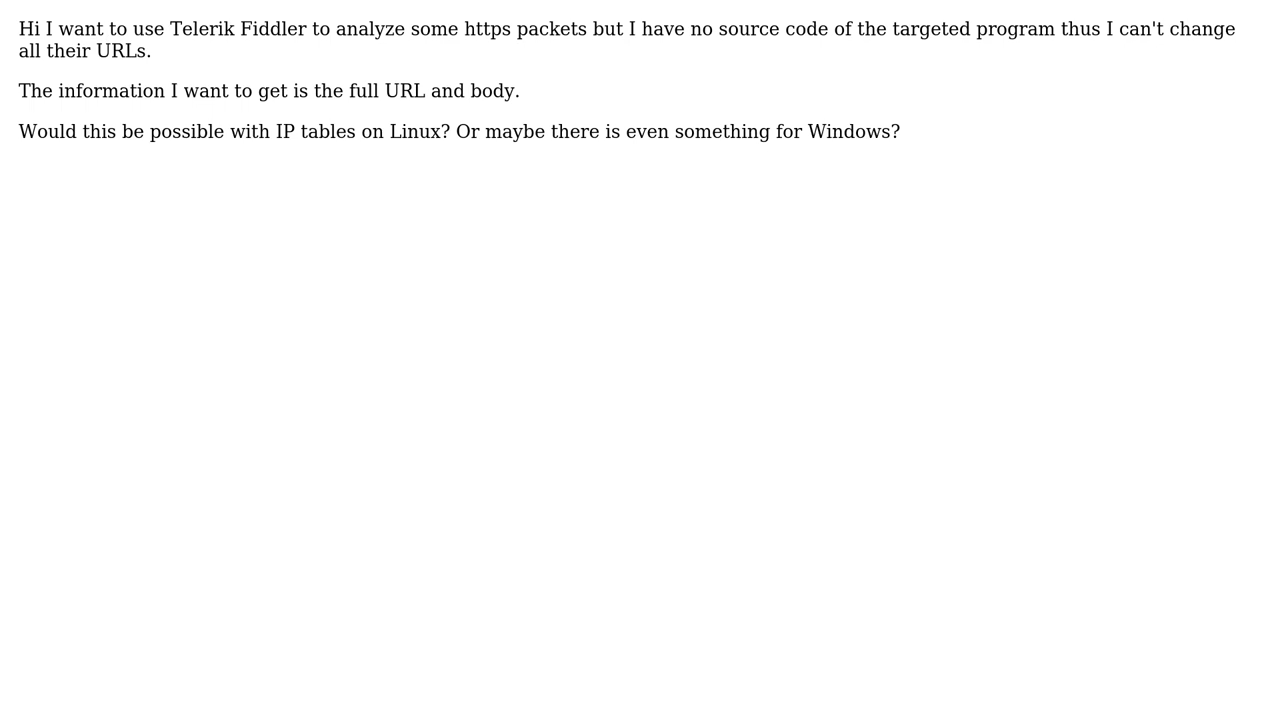 Hi I want to use Telerik Fiddler to analyze some https packets but I have no source code of the targeted program thus I can't change
all their URLs.
The information I want to get is the full URL and body.
Would this be possible with IP tables on Linux? Or maybe there is even something for Windows?